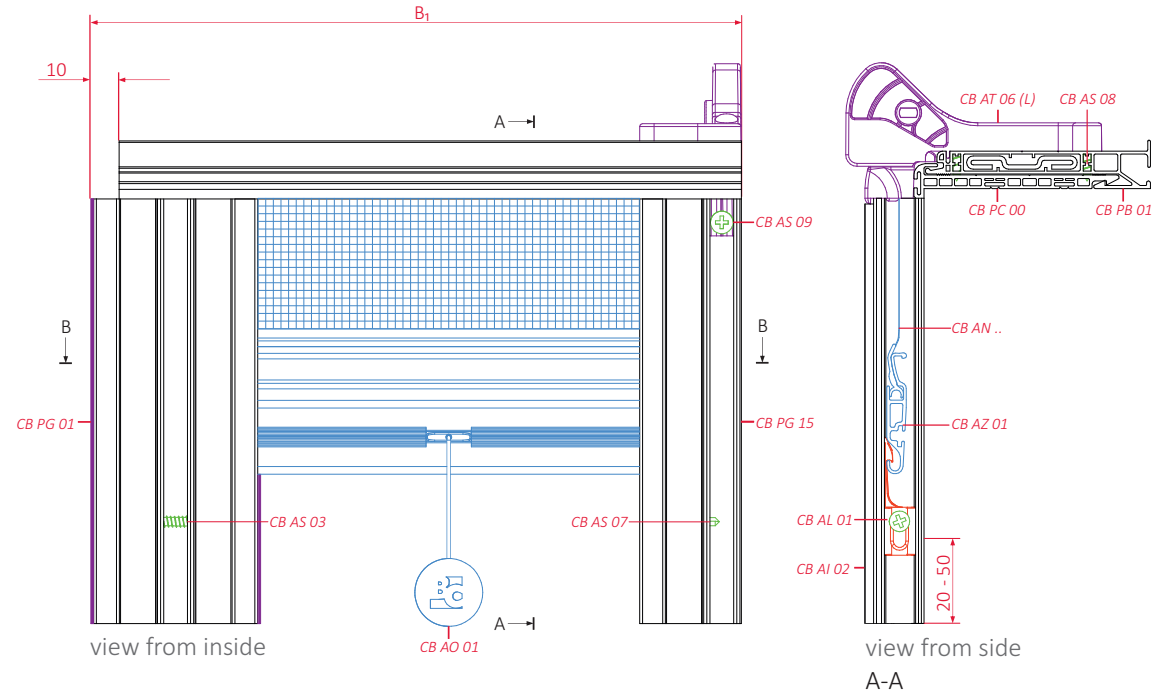 B₁
10
A
CB AT 06 (L)
CB AS 08
CB AS 09
CB PC 00
CB PB 01
B
B
CB AN ..
CB PG 01
CB PG 15
CB AZ 01
CB AS 03
CB AS 07
CB AL 01
CB AI 02
20 - 50
A
CB AO 01
view from inside
view from side
A-A